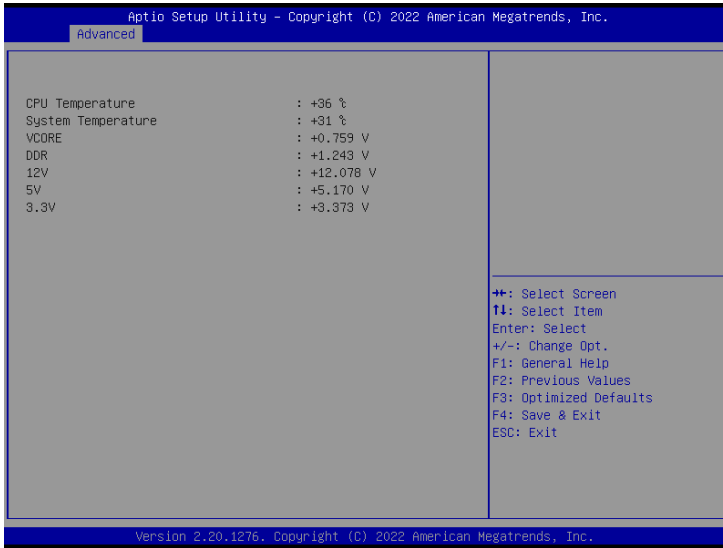 Aptio Setup Utility – Copyright (C) 2022 American Megatrends, Inc.
Advanced
CPU Temperature : +36 ℃
System Temperature : +31 ℃
VCORE : +0.759 V
DDR : +1.243 V
12V : +12.078 V
5V : +5.170 V
3.3V : +3.373 V
→←: Select Screen
↑↓: Select Item
Enter: Select
+/-: Change Opt.
F1: General Help
F2: Previous Values
F3: Optimized Defaults
F4: Save & Exit
ESC: Exit
Version 2.20.1276. Copyright (C) 2022 American Megatrends, Inc.